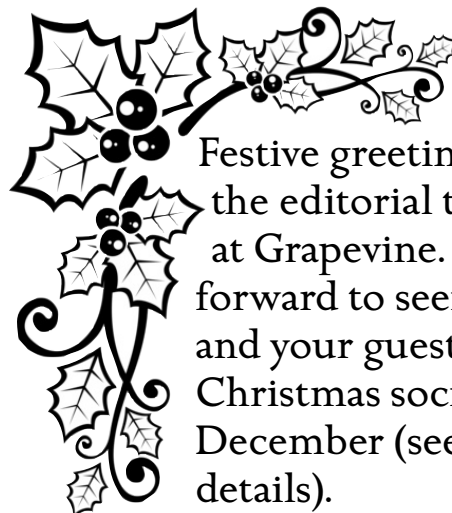 Festive greetin
the editorial t
at Grapevine.
forward to see
and your guest
Christmas soci
December (see
details).